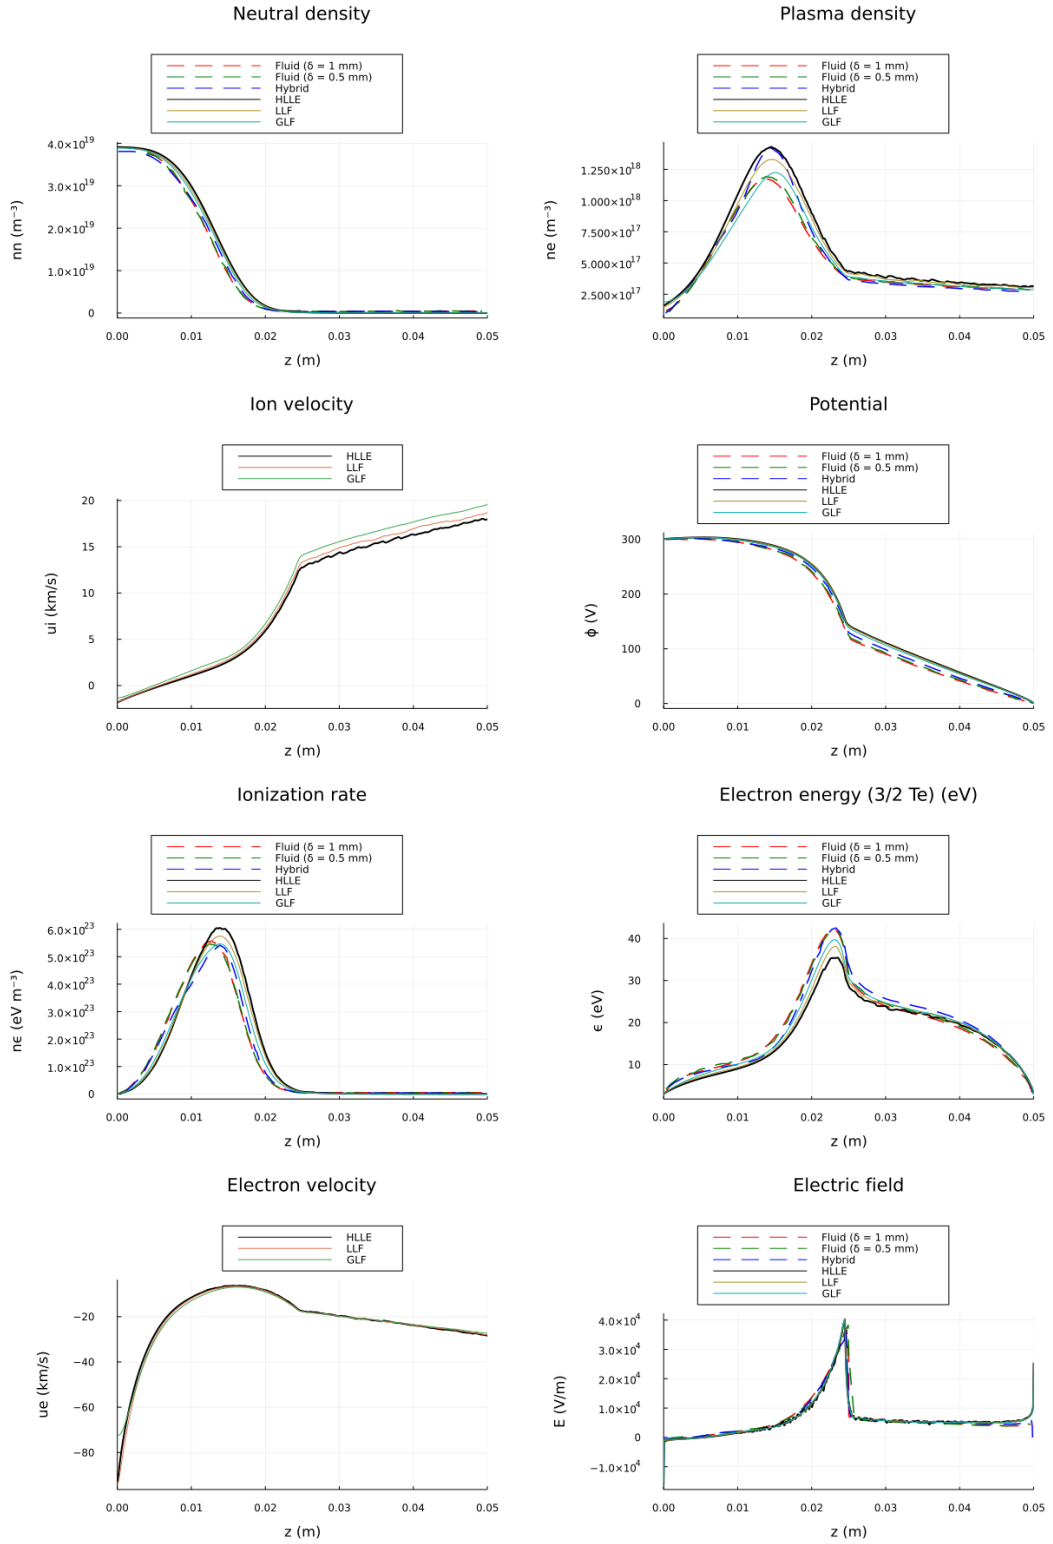 Neutral density
Fluid (δ = 1 mm)
Fluid (δ = 0.5 mm)
Hybrid
HLLE
LLF
GLF
4.0×10¹⁹
3.0×10¹⁹
2.0×10¹⁹
1.0×10¹⁹
0
nn (m⁻³)
0.00 0.01 0.02 0.03 0.04 0.05
z (m)
Plasma density
Fluid (δ = 1 mm)
Fluid (δ = 0.5 mm)
Hybrid
HLLE
LLF
GLF
1.250×10¹⁸
1.000×10¹⁸
7.500×10¹⁷
5.000×10¹⁷
2.500×10¹⁷
ne (m⁻³)
0.00 0.01 0.02 0.03 0.04 0.05
z (m)
Ion velocity
HLLE
LLF
GLF
20
15
10
5
0
ui (km/s)
0.00 0.01 0.02 0.03 0.04 0.05
z (m)
Potential
Fluid (δ = 1 mm)
Fluid (δ = 0.5 mm)
Hybrid
HLLE
LLF
GLF
300
200
100
0
ϕ (V)
0.00 0.01 0.02 0.03 0.04 0.05
z (m)
Ionization rate
Fluid (δ = 1 mm)
Fluid (δ = 0.5 mm)
Hybrid
HLLE
LLF
GLF
6.0×10²³
5.0×10²³
4.0×10²³
3.0×10²³
2.0×10²³
1.0×10²³
0
nϵ (eV m⁻³)
0.00 0.01 0.02 0.03 0.04 0.05
z (m)
Electron energy (3/2 Te) (eV)
Fluid (δ = 1 mm)
Fluid (δ = 0.5 mm)
Hybrid
HLLE
LLF
GLF
40
30
20
10
ϵ (eV)
0.00 0.01 0.02 0.03 0.04 0.05
z (m)
Electron velocity
HLLE
LLF
GLF
−20
−40
−60
−80
ue (km/s)
0.00 0.01 0.02 0.03 0.04 0.05
z (m)
Electric field
Fluid (δ = 1 mm)
Fluid (δ = 0.5 mm)
Hybrid
HLLE
LLF
GLF
4.0×10⁴
3.0×10⁴
2.0×10⁴
1.0×10⁴
0
−1.0×10⁴
E (V/m)
0.00 0.01 0.02 0.03 0.04 0.05
z (m)